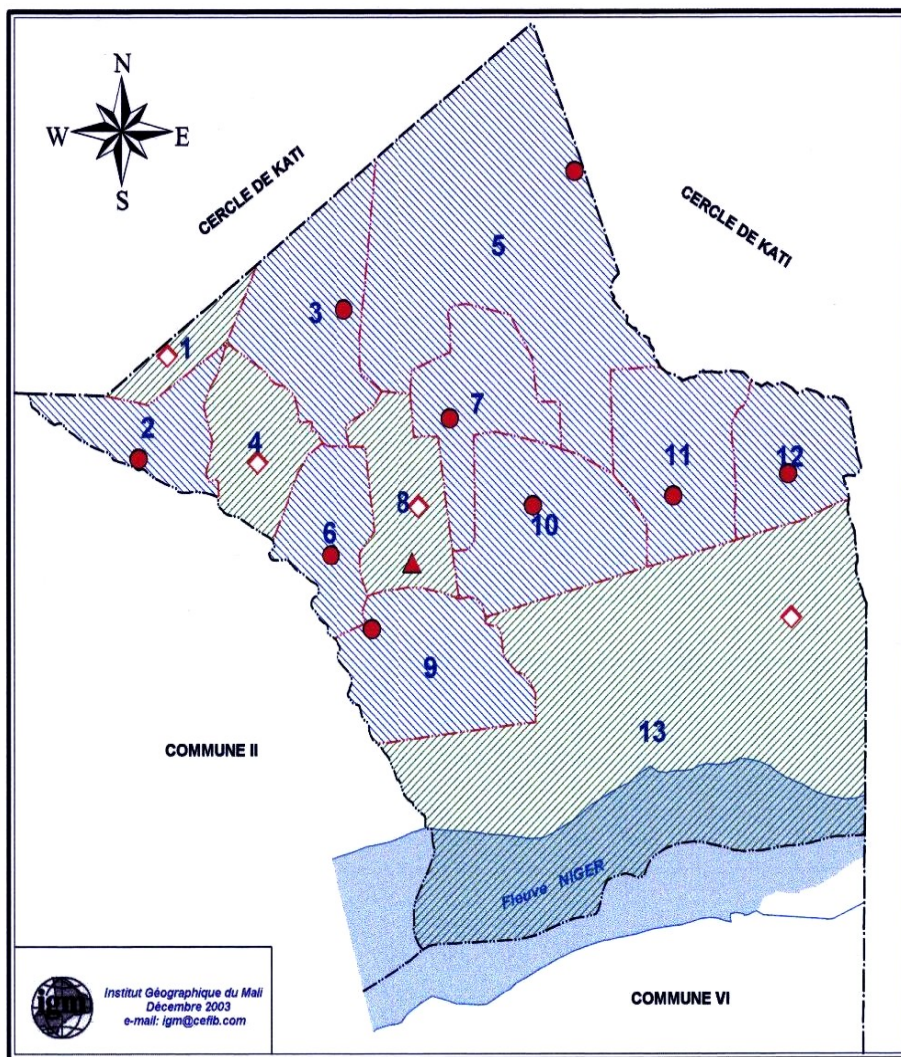 N
W E
S
CERCLE DE KATI
CERCLE DE KATI
5
3
1
2
4
7
11
12
8
10
6
9
13
COMMUNE II
Fleuve NIGER
COMMUNE VI
igm
Institut Géographique du Mali
Décembre 2003
e-mail: igm@cefib.com